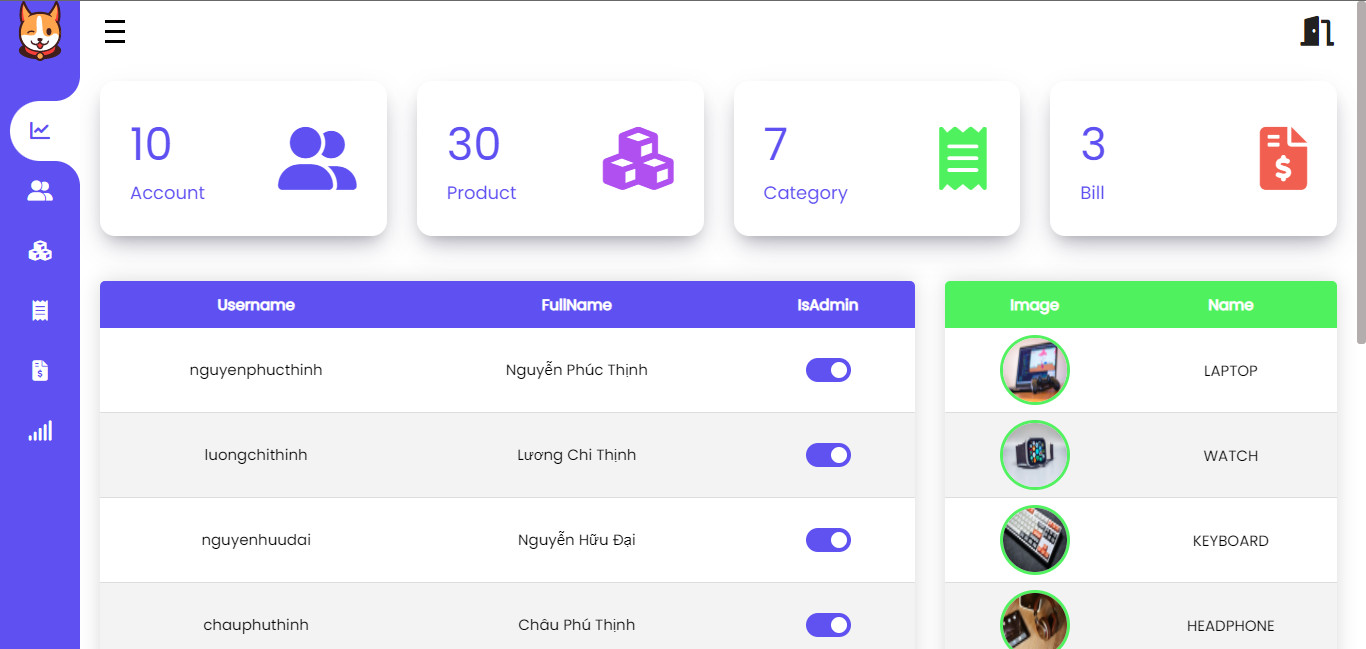 10
Account
30
Product
7
Category
3
Bill
Username FullName IsAdmin
nguyenphucthinh Nguyễn Phúc Thịnh
luongchithinh Lương Chi Thịnh
nguyenhuudai Nguyễn Hữu Đại
chauphuthinh Châu Phú Thịnh
Image Name
LAPTOP
WATCH
KEYBOARD
HEADPHONE